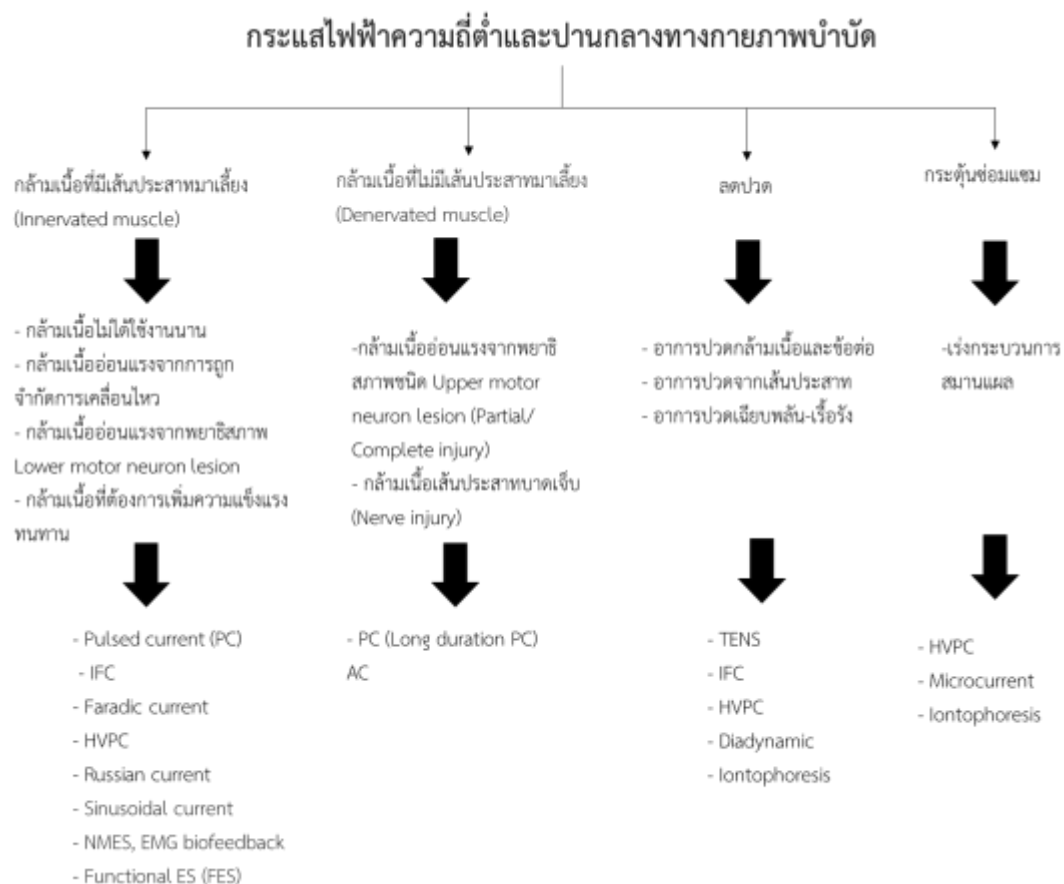 กระแสไฟฟ้าความถี่ต่ำและปานกลางทางกายภาพบำบัด
กล้ามเนื้อที่มีเส้นประสาทมาเลี้ยง
(Innervated muscle)
- กล้ามเนื้อไม่ได้ใช้งานนาน
- กล้ามเนื้ออ่อนแรงจากการถูก
จำกัดการเคลื่อนไหว
- กล้ามเนื้ออ่อนแรงจากพยาธิสภาพ
Lower motor neuron lesion
- กล้ามเนื้อที่ต้องการเพิ่มความแข็งแรง
ทนทาน
- Pulsed current (PC)
- IFC
- Faradic current
- HVPC
- Russian current
- Sinusoidal current
- NMES, EMG biofeedback
- Functional ES (FES)
กล้ามเนื้อที่ไม่มีเส้นประสาทมาเลี้ยง
(Denervated muscle)
-กล้ามเนื้ออ่อนแรงจากพยาธิ
สภาพชนิด Upper motor
neuron lesion (Partial/
Complete injury)
- กล้ามเนื้อเส้นประสาทบาดเจ็บ
(Nerve injury)
- PC (Long duration PC)
AC
ลดปวด
- อาการปวดกล้ามเนื้อและข้อต่อ
- อาการปวดจากเส้นประสาท
- อาการปวดเฉียบพลัน-เรื้อรัง
- TENS
- IFC
- HVPC
- Diadynamic
- Iontophoresis
กระตุ้นซ่อมแซม
-เร่งกระบวนการ
สมานแผล
- HVPC
- Microcurrent
- Iontophoresis